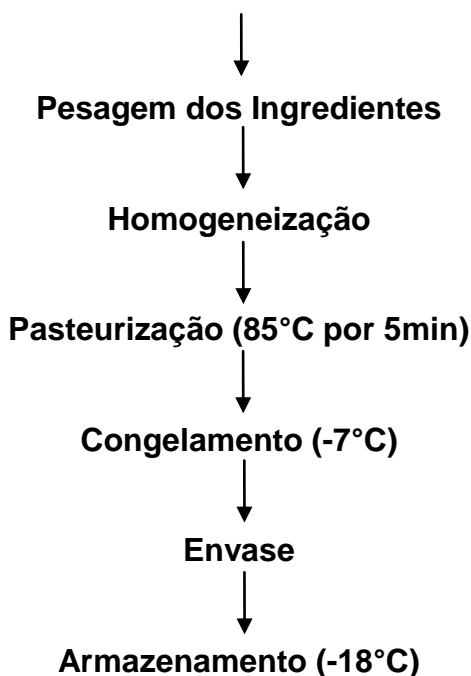 Pesagem dos Ingredientes
Homogeneização
Pasteurização (85°C por 5min)
Congelamento (-7°C)
Envase
Armazenamento (-18°C)